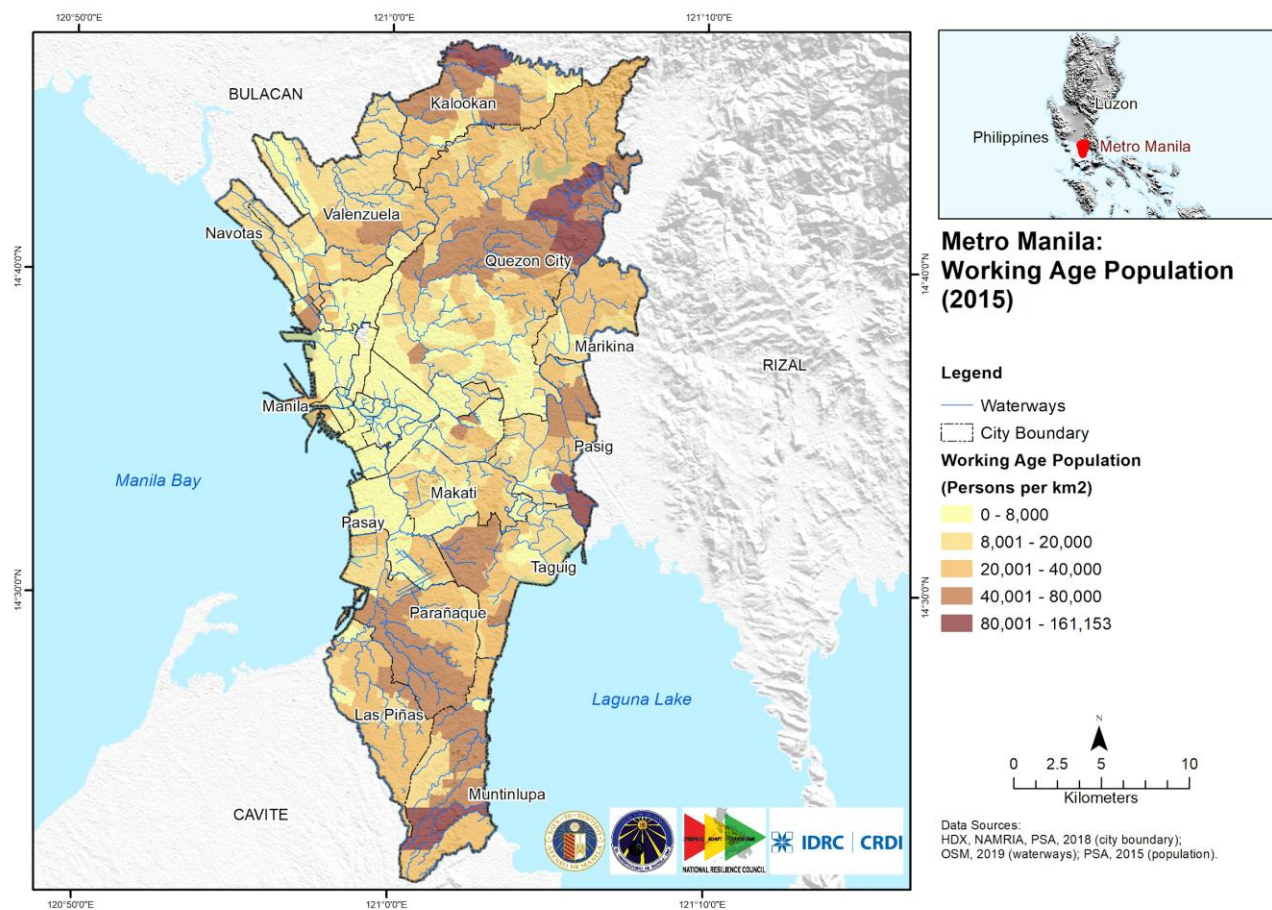 120°50'0"E
121°0'0"E
121°10'0"E
BULACAN
Kalookan
Valenzuela
Navotas
14°40'0"N
14°40'0"N
Quezon City
Marikina
RIZAL
Manila
Pasig
Manila Bay
Makati
Pasay
Taguig
14°30'0"N
14°30'0"N
Parañaque
Las Piñas
Laguna Lake
Muntinlupa
CAVITE
NATIONAL RESILIENCE COUNCIL
IDRC | CRDI
120°50'0"E
121°0'0"E
121°10'0"E
Luzon
Philippines
Metro Manila
Metro Manila:
Working Age Population
(2015)
Legend
Waterways
City Boundary
Working Age Population
(Persons per km2)
0 - 8,000
8,001 - 20,000
20,001 - 40,000
40,001 - 80,000
80,001 - 161,153
N
0 2.5 5 10
Kilometers
Data Sources:
HDX, NAMRIA, PSA, 2018 (city boundary);
OSM, 2019 (waterways); PSA, 2015 (population).